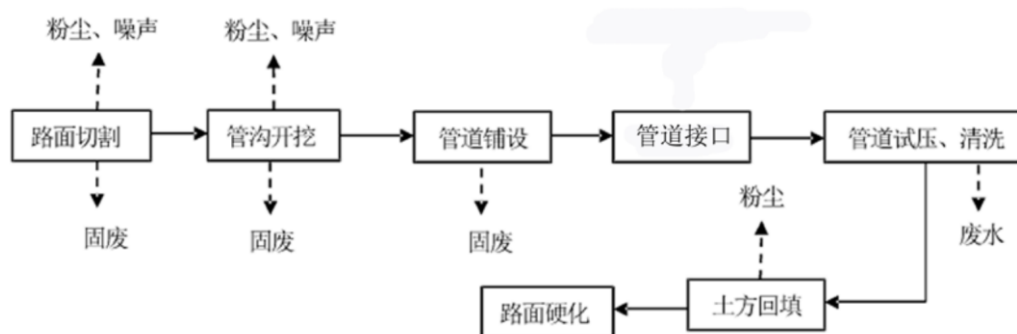 粉尘、噪声
粉尘、噪声
路面切割
管沟开挖
管道铺设
管道接口
管道试压、清洗
固废
固废
固废
粉尘
废水
路面硬化
土方回填